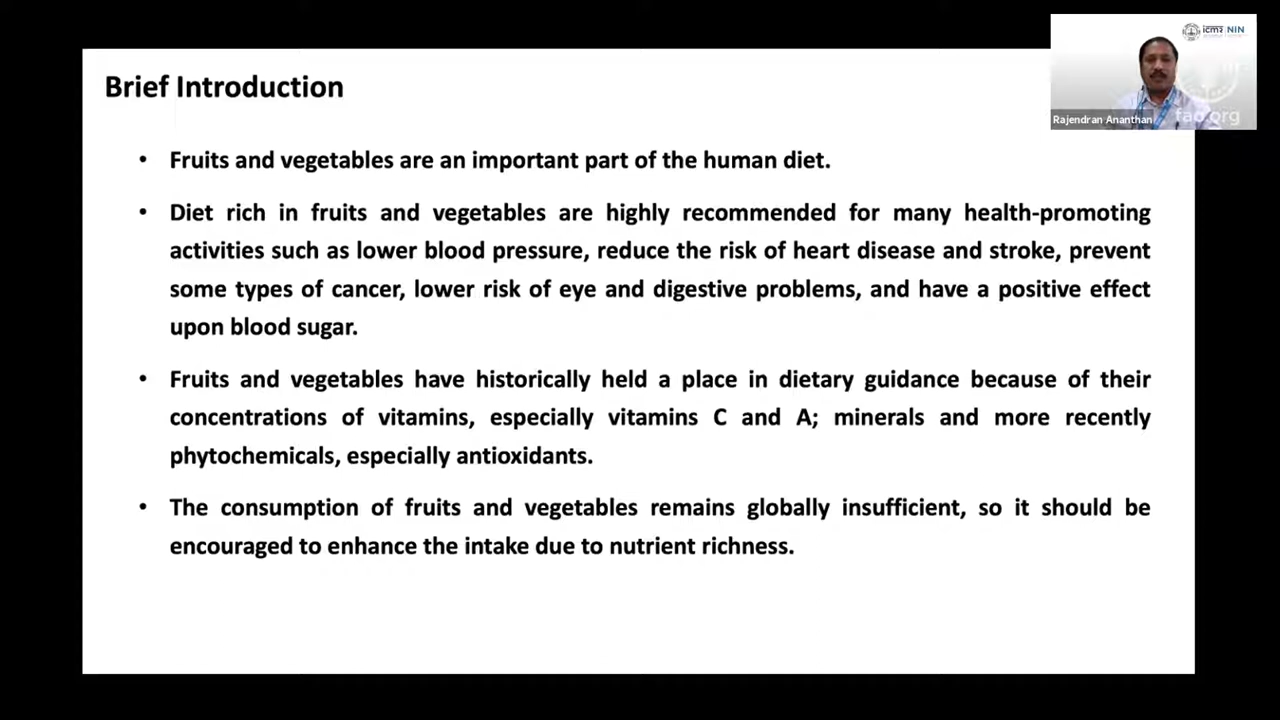 icmr NIN
Rajendran Ananthan
fao.org
Brief Introduction
• Fruits and vegetables are an important part of the human diet.
• Diet rich in fruits and vegetables are highly recommended for many health-promoting
activities such as lower blood pressure, reduce the risk of heart disease and stroke, prevent
some types of cancer, lower risk of eye and digestive problems, and have a positive effect
upon blood sugar.
• Fruits and vegetables have historically held a place in dietary guidance because of their
concentrations of vitamins, especially vitamins C and A; minerals and more recently
phytochemicals, especially antioxidants.
• The consumption of fruits and vegetables remains globally insufficient, so it should be
encouraged to enhance the intake due to nutrient richness.